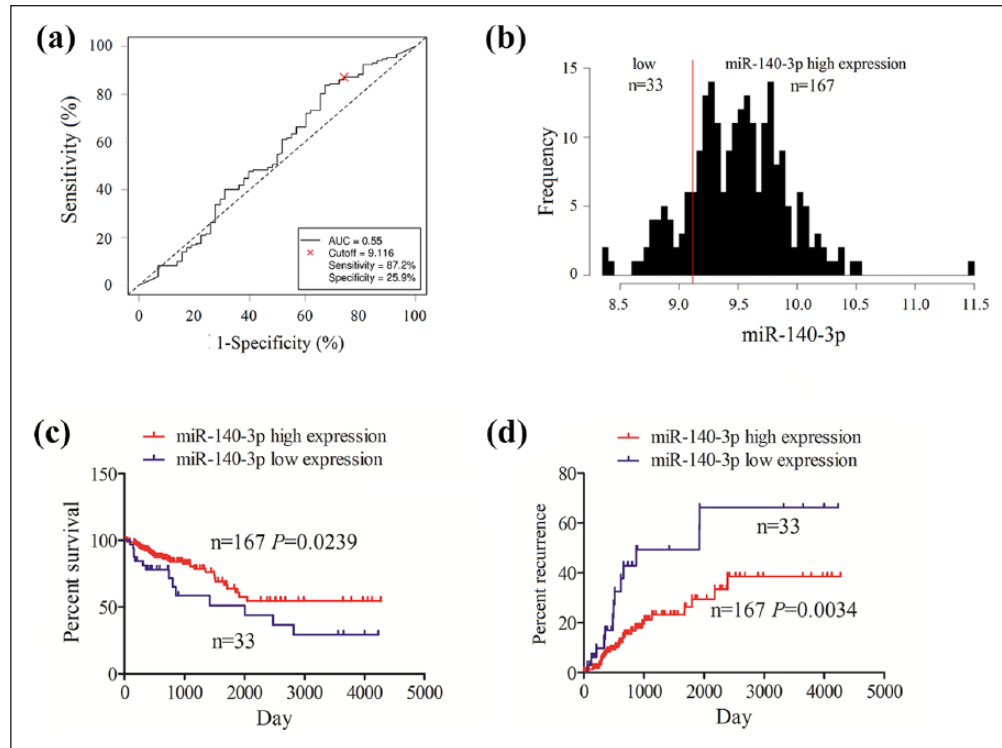 (a)
100
80
60
40
20
0
Sensitivity (%)
AUC = 0.55
Cutoff = 9.116
Sensitivity = 87.2%
Specificity = 25.9%
0 20 40 60 80 100
1-Specificity (%)
(b)
low
n=33
miR-140-3p high expression
n=167
15
10
5
0
Frequency
8.5 9.0 9.5 10.0 10.5 11.0 11.5
miR-140-3p
(c)
miR-140-3p high expression
miR-140-3p low expression
150
100
50
0
Percent survival
n=167 P=0.0239
n=33
0 1000 2000 3000 4000 5000
Day
(d)
miR-140-3p high expression
miR-140-3p low expression
80
60
40
20
0
Percent recurrence
n=33
n=167 P=0.0034
0 1000 2000 3000 4000 5000
Day